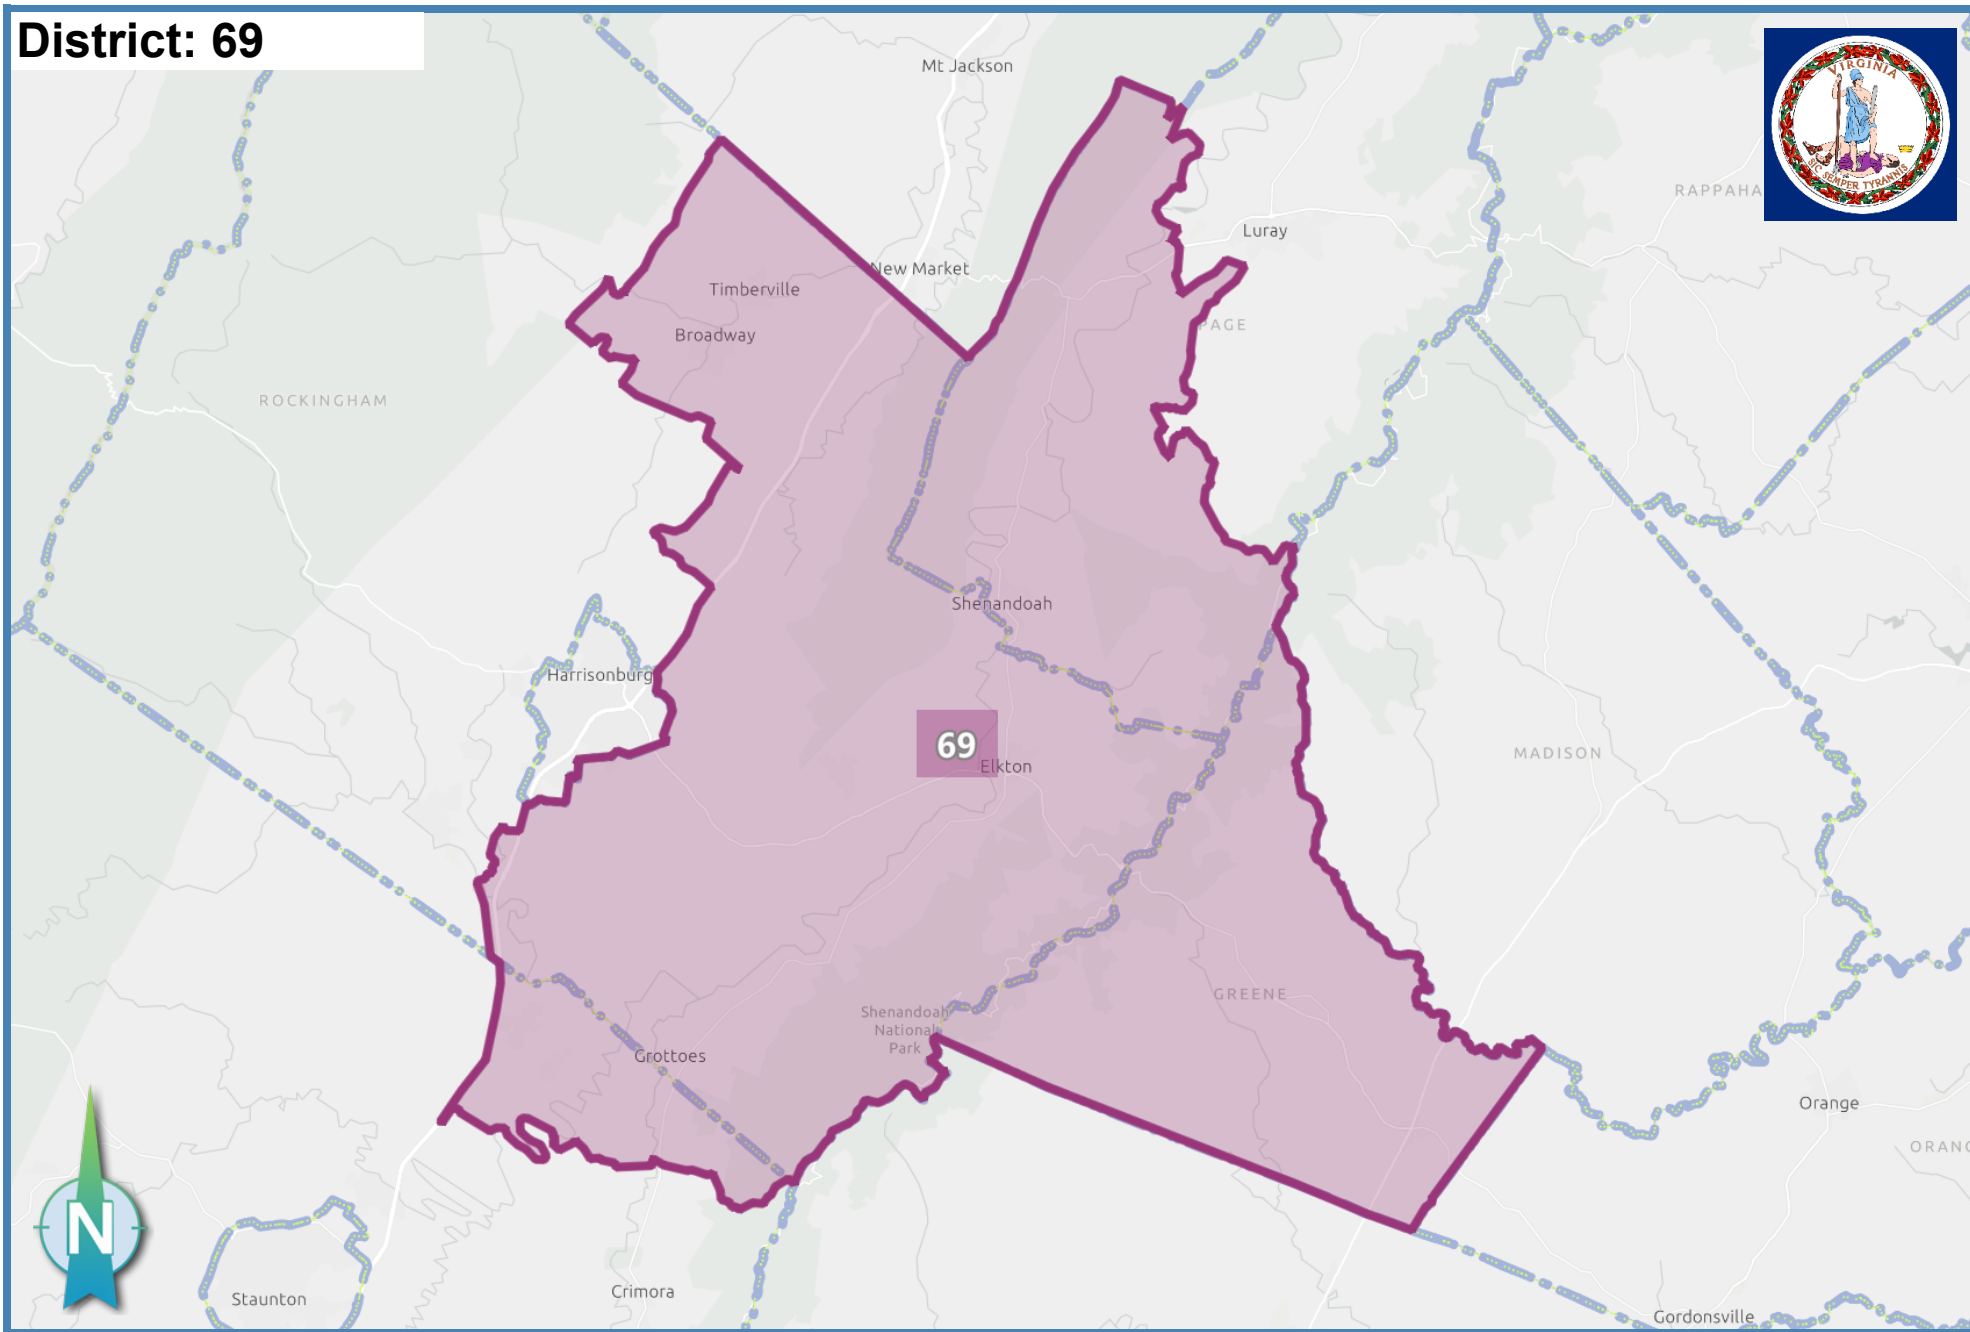 District: 69
Mt Jackson
VIRGINIA
SIC SEMPER TYRANNIS
RAPPAHA
Luray
New Market
Timberville
Broadway
PAGE
ROCKINGHAM
Shenandoah
Harrisonburg
69
Elkton
MADISON
GREENE
Shenandoah
National
Park
Grottoes
Orange
ORANG
N
Staunton
Crimora
Gordonsville